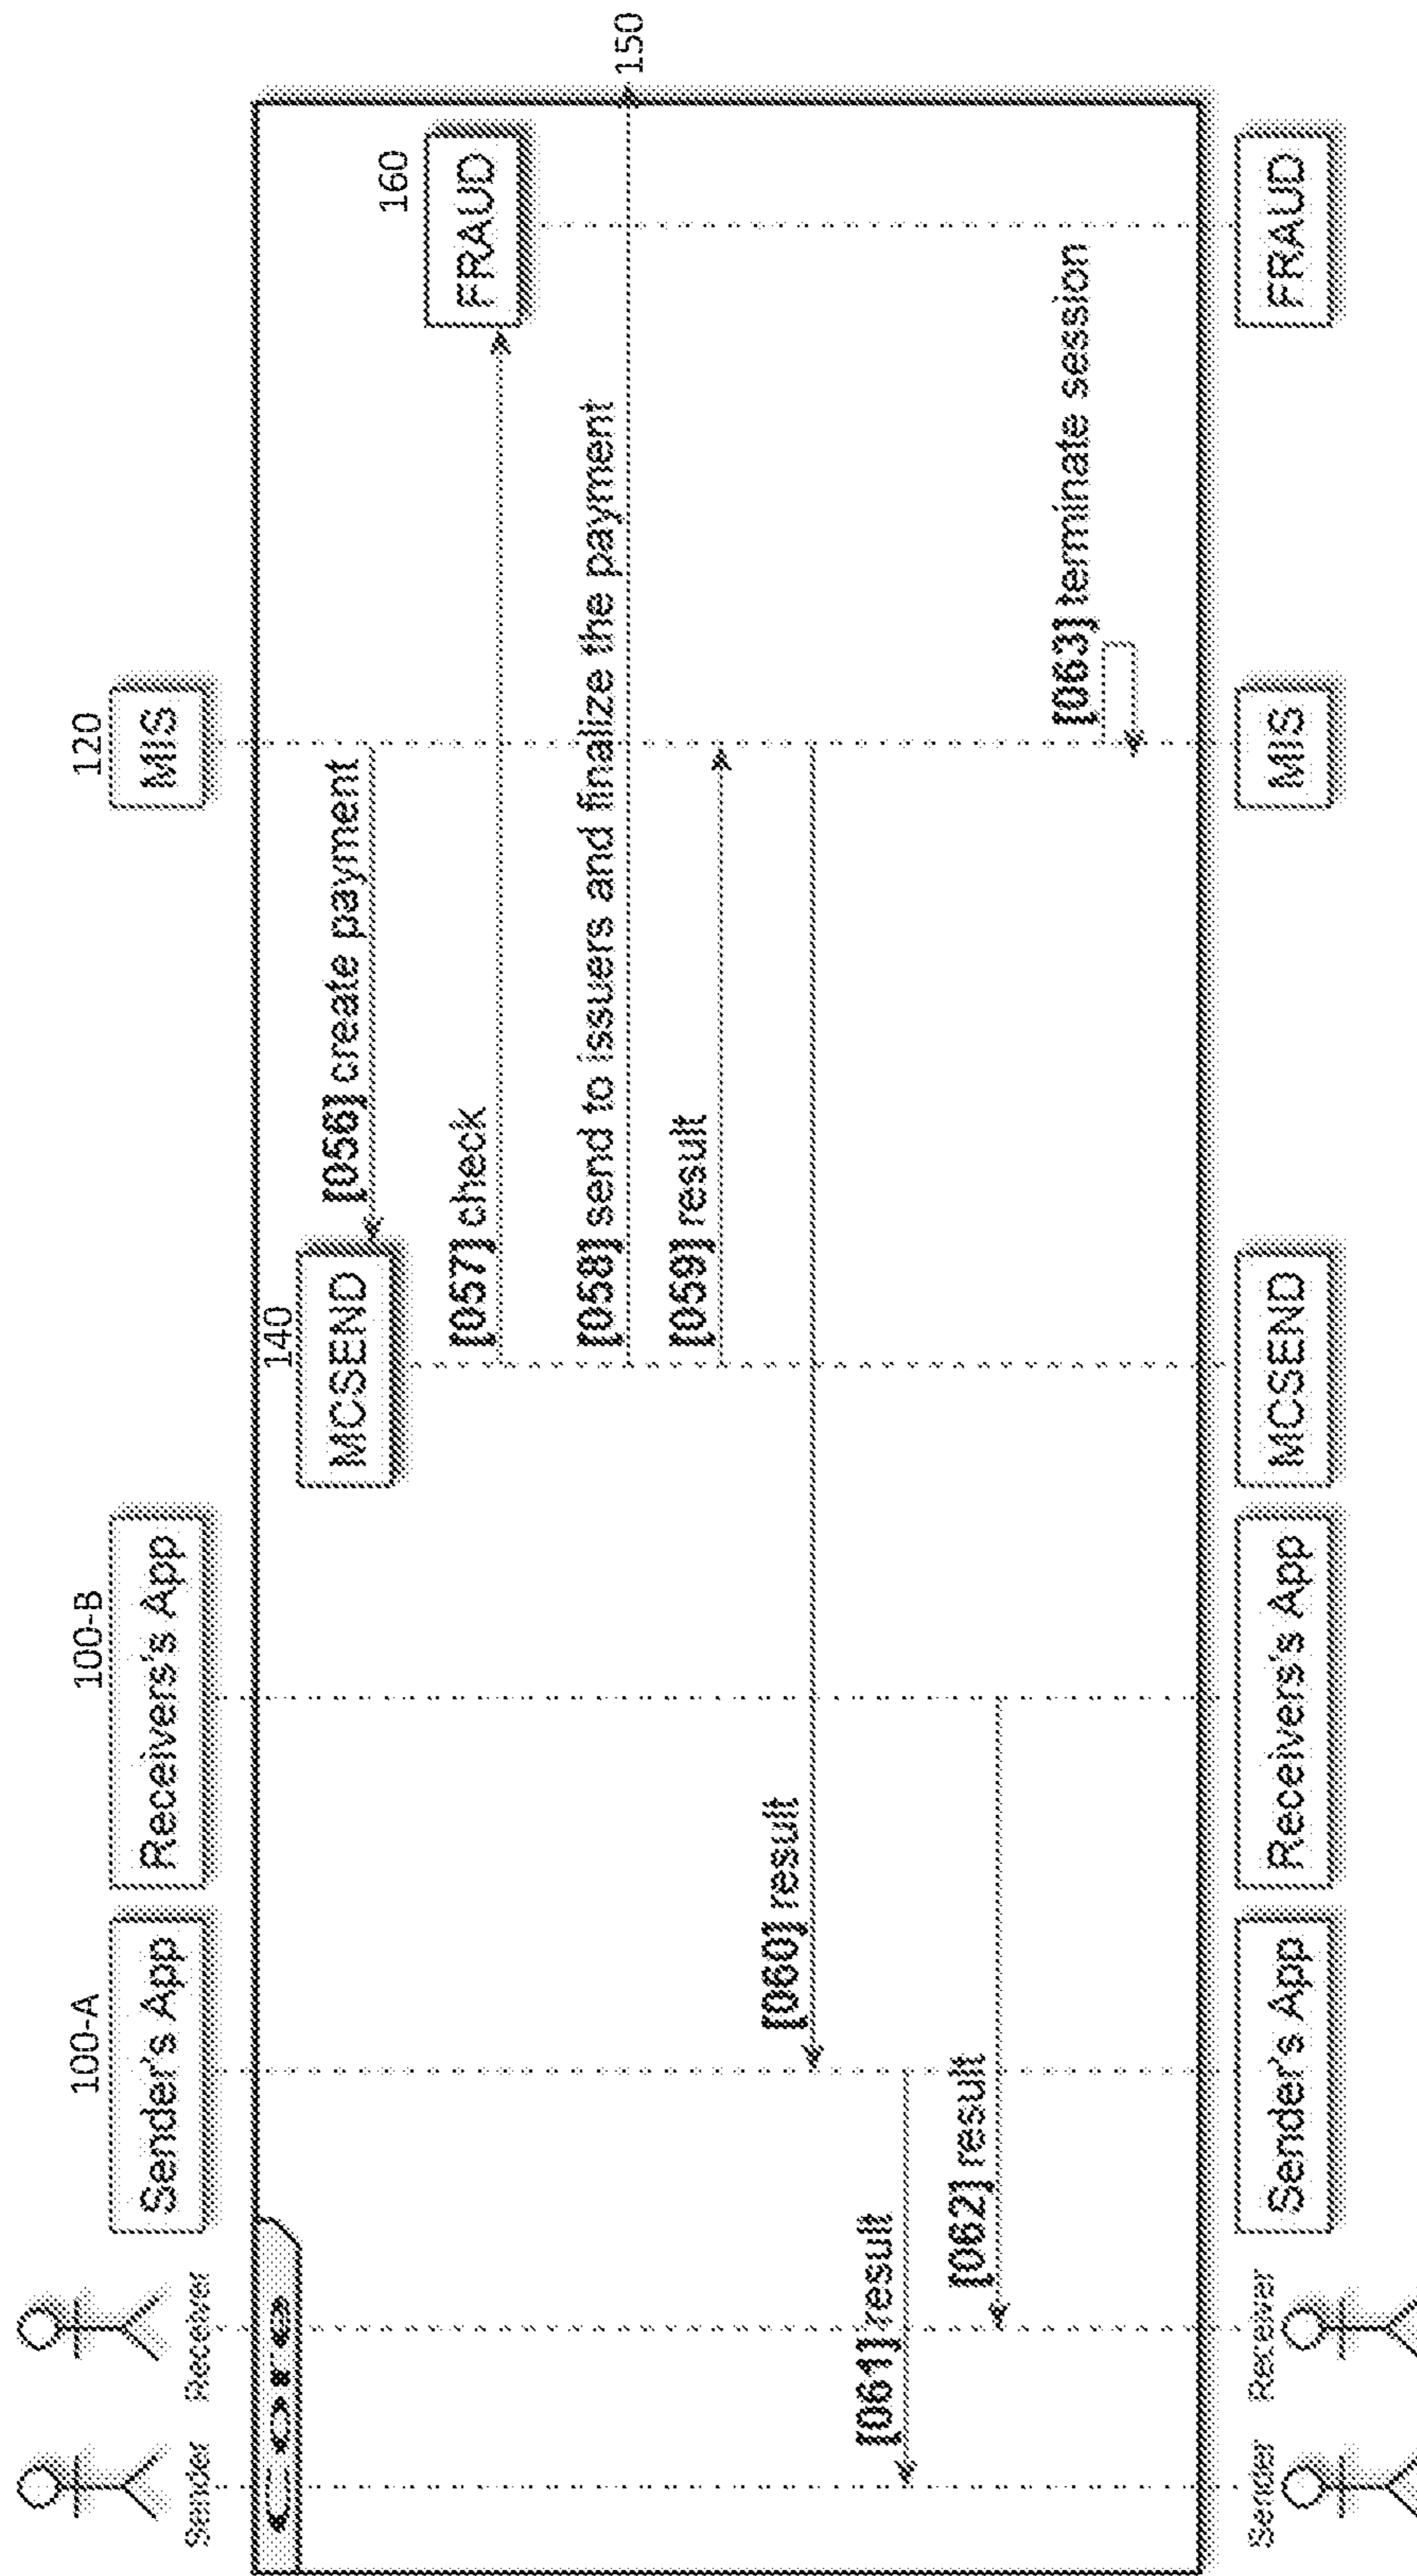 Sender
Receiver
100-A
Sender's App
100-B
Receivers's App
120
MIS
140
MCSEND
[056] create payment
160
FRAUD
[057] check
[058] send to issuers and finalize the payment
150
[059] result
[060] result
[061] result
[062] result
[063] terminate session
Sender
Receiver
Sender's App
Receivers's App
MCSEND
MIS
FRAUD